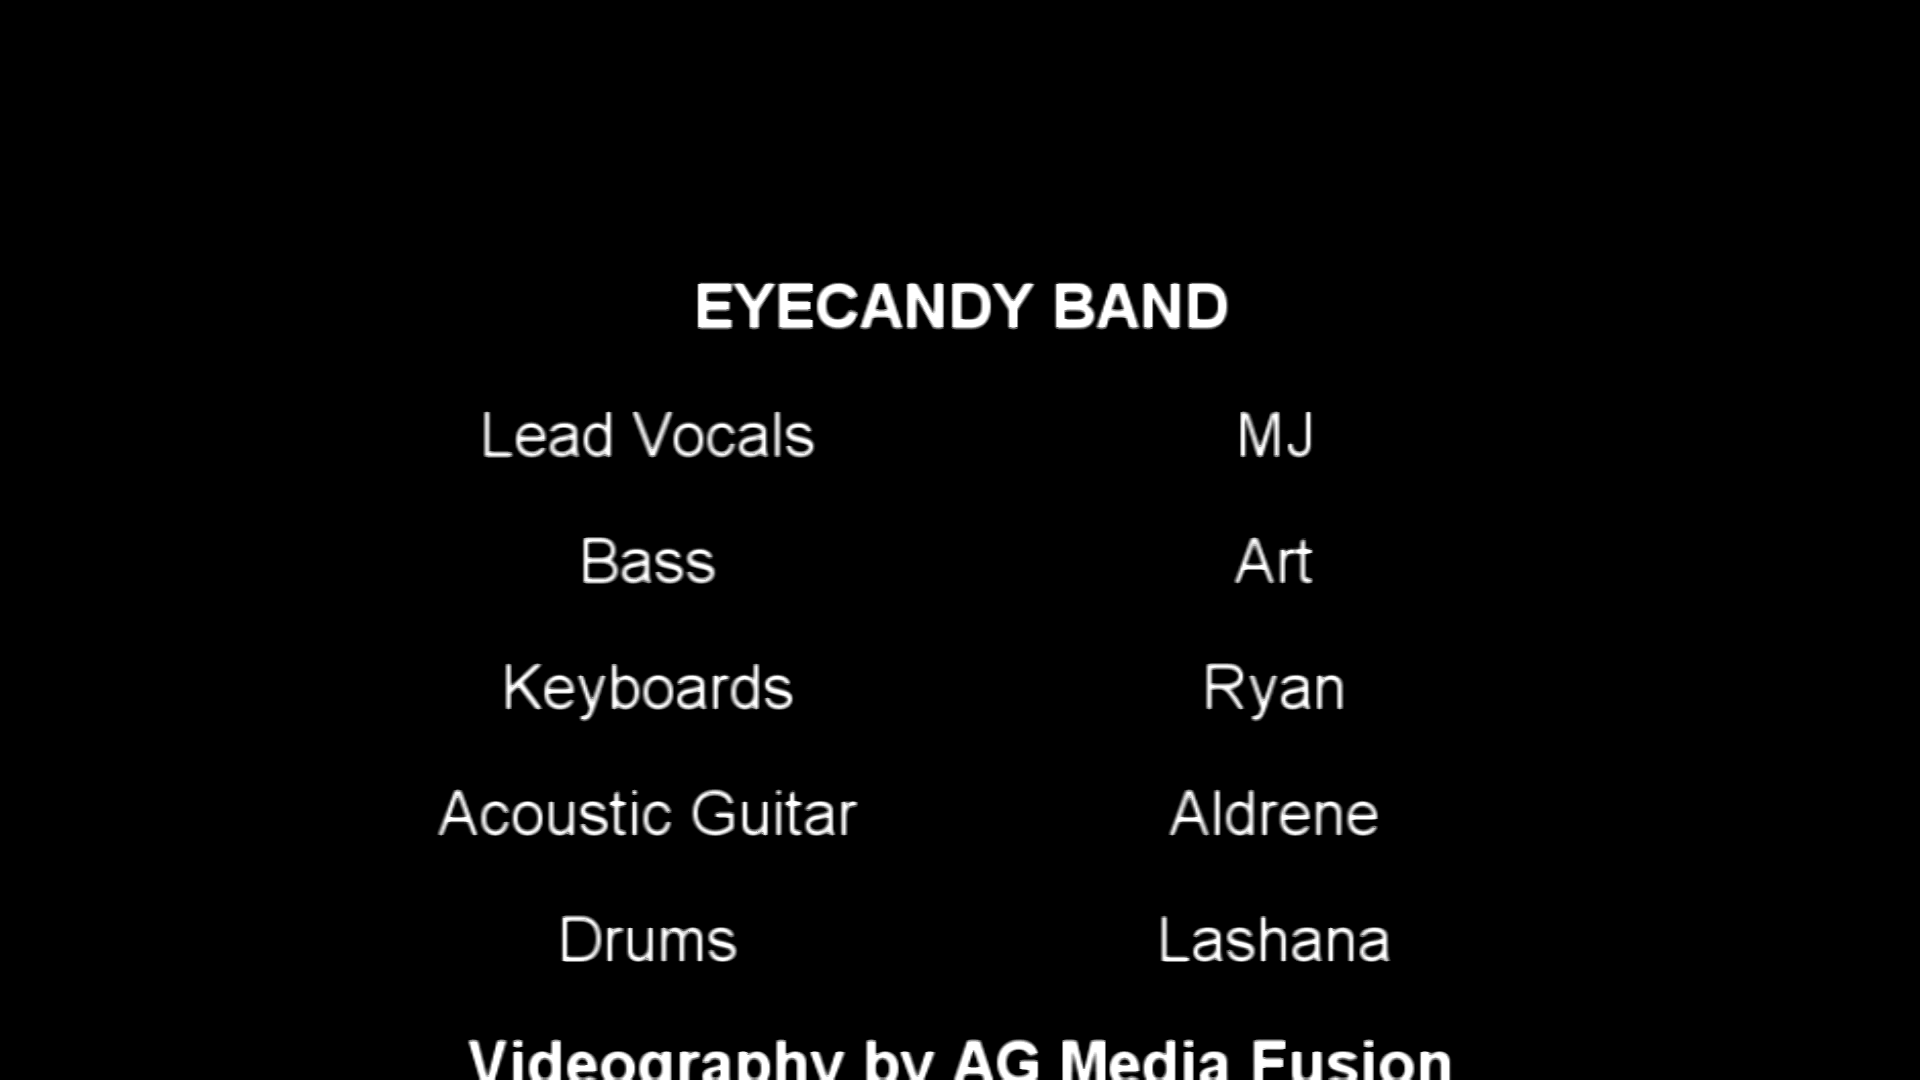 EYECANDY BAND
Lead Vocals MJ
Bass Art
Keyboards Ryan
Acoustic Guitar Aldrene
Drums Lashana
Videography by AG Media Fusion